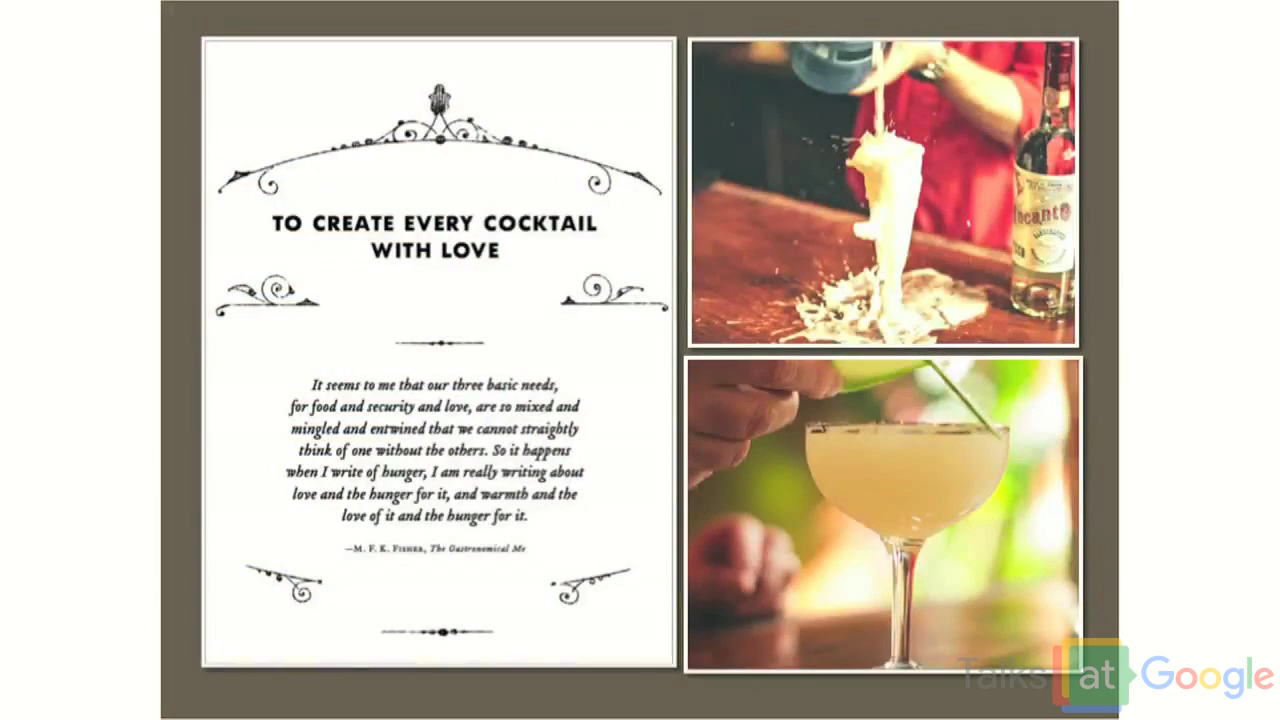 TO CREATE EVERY COCKTAIL
WITH LOVE
It seems to me that our three basic needs,
for food and security and love, are so mixed and
mingled and entwined that we cannot straightly
think of one without the others. So it happens
when I write of hunger, I am really writing about
love and the hunger for it, and warmth and the
love of it and the hunger for it.
—M. F. K. FISHER, The Gastronomical Me
Talks at Google